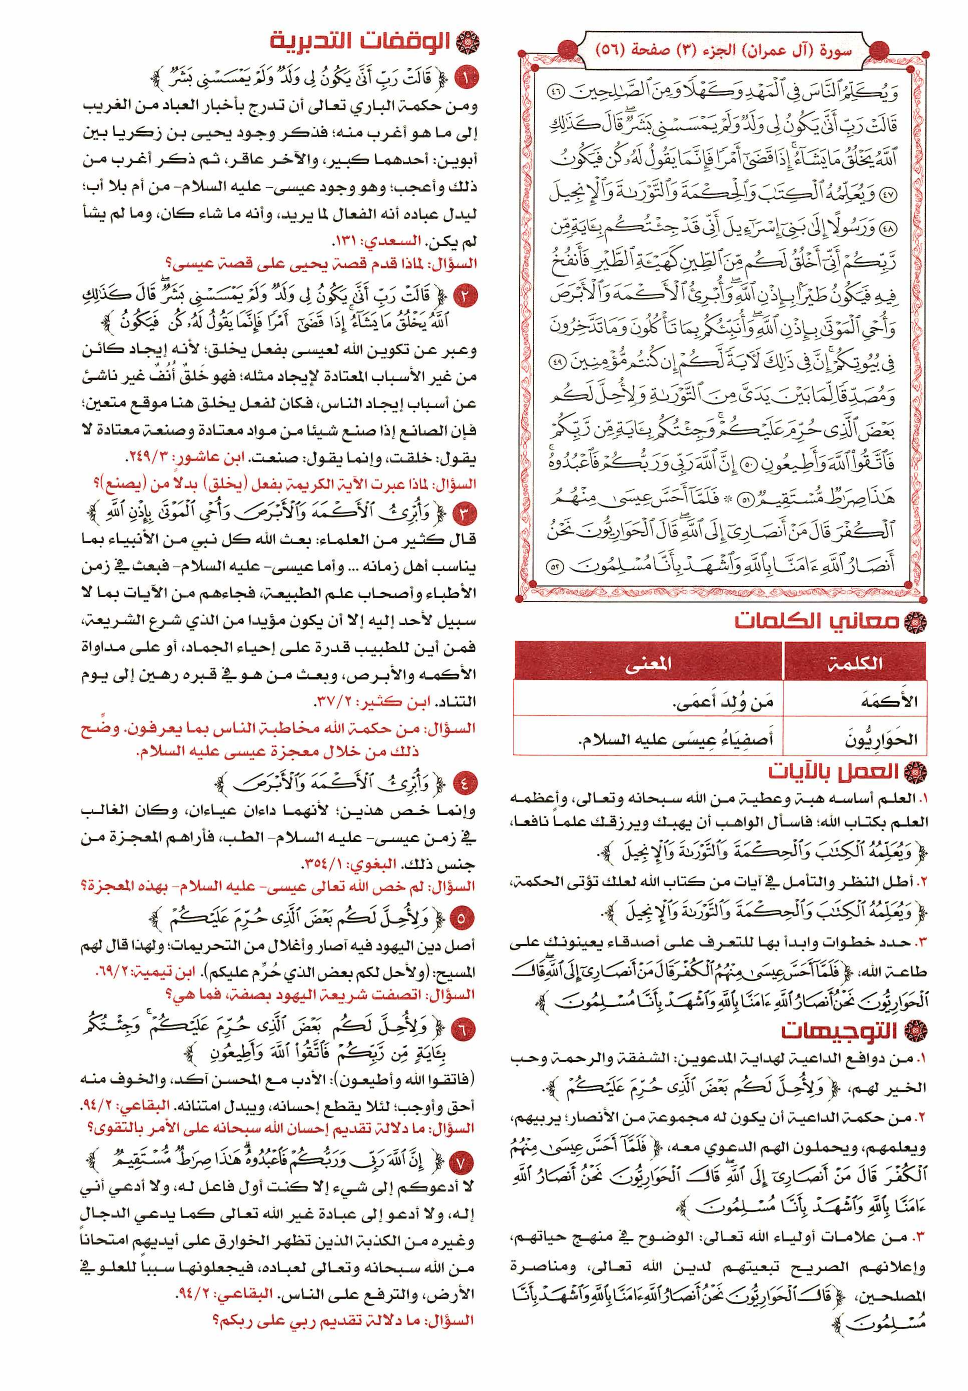 سورة (آل عمران) الجزء (٣) صفحة (٥٦)
وَيُكَلِّمُ ٱلنَّاسَ فِي ٱلْمَهْدِ وَكَهْلًا وَمِنَ ٱلصَّٰلِحِينَ ٤٦
قَالَتْ رَبِّ أَنَّىٰ يَكُونُ لِي وَلَدٌ وَلَمْ يَمْسَسْنِي بَشَرٌ ۖ قَالَ كَذَٰلِكِ
ٱللَّهُ يَخْلُقُ مَا يَشَآءُ ۚ إِذَا قَضَىٰٓ أَمْرًا فَإِنَّمَا يَقُولُ لَهُۥ كُن فَيَكُونُ
٤٧ وَيُعَلِّمُهُ ٱلْكِتَٰبَ وَٱلْحِكْمَةَ وَٱلتَّوْرَىٰةَ وَٱلْإِنجِيلَ
٤٨ وَرَسُولًا إِلَىٰ بَنِيٓ إِسْرَٰٓءِيلَ أَنِّي قَدْ جِئْتُكُم بِـَٔايَةٍ مِّن
رَّبِّكُمْ أَنِّيٓ أَخْلُقُ لَكُم مِّنَ ٱلطِّينِ كَهَيْـَٔةِ ٱلطَّيْرِ فَأَنفُخُ
فِيهِ فَيَكُونُ طَيْرًۢا بِإِذْنِ ٱللَّهِ ۖ وَأُبْرِئُ ٱلْأَكْمَهَ وَٱلْأَبْرَصَ
وَأُحْيِ ٱلْمَوْتَىٰ بِإِذْنِ ٱللَّهِ ۖ وَأُنَبِّئُكُم بِمَا تَأْكُلُونَ وَمَا تَدَّخِرُونَ
فِي بُيُوتِكُمْ ۚ إِنَّ فِي ذَٰلِكَ لَـَٔايَةً لَّكُمْ إِن كُنتُم مُّؤْمِنِينَ ٤٩
وَمُصَدِّقًا لِّمَا بَيْنَ يَدَيَّ مِنَ ٱلتَّوْرَىٰةِ وَلِأُحِلَّ لَكُم
بَعْضَ ٱلَّذِي حُرِّمَ عَلَيْكُمْ ۚ وَجِئْتُكُم بِـَٔايَةٍ مِّن رَّبِّكُمْ
فَٱتَّقُوا۟ ٱللَّهَ وَأَطِيعُونِ ٥٠ إِنَّ ٱللَّهَ رَبِّي وَرَبُّكُمْ فَٱعْبُدُوهُ ۗ
هَٰذَا صِرَٰطٌ مُّسْتَقِيمٌ ٥١ ۞ فَلَمَّآ أَحَسَّ عِيسَىٰ مِنْهُمُ
ٱلْكُفْرَ قَالَ مَنْ أَنصَارِيٓ إِلَى ٱللَّهِ ۖ قَالَ ٱلْحَوَارِيُّونَ نَحْنُ
أَنصَارُ ٱللَّهِ ءَامَنَّا بِٱللَّهِ وَٱشْهَدْ بِأَنَّا مُسْلِمُونَ ٥٢
معاني الكلمات
الكلمة المعنى
الأَكمَهَ مَن وُلِدَ أَعمَى.
الحَوَارِيُّونَ أَصفِيَاءُ عِيسَى عليه السلام.
العمل بالآيات
١. العلم أساسه هبة وعطية من الله سبحانه وتعالى، وأعظمه
العلم بكتاب الله؛ فاسأل الواهب أن يهبك ويرزقك علماً نافعا،
﴿ وَيُعَلِّمُهُ ٱلْكِتَٰبَ وَٱلْحِكْمَةَ وَٱلتَّوْرَىٰةَ وَٱلْإِنجِيلَ ﴾.
٢. أطل النظر والتأمل في آيات من كتاب الله لعلك تؤتى الحكمة،
﴿ وَيُعَلِّمُهُ ٱلْكِتَٰبَ وَٱلْحِكْمَةَ وَٱلتَّوْرَىٰةَ وَٱلْإِنجِيلَ ﴾.
٣. حدد خطوات وابدأ بها للتعرف على أصدقاء يعينونك على
طاعة الله، ﴿ فَلَمَّآ أَحَسَّ عِيسَىٰ مِنْهُمُ ٱلْكُفْرَ قَالَ مَنْ أَنصَارِيٓ إِلَى ٱللَّهِ ۖ قَالَ
ٱلْحَوَارِيُّونَ نَحْنُ أَنصَارُ ٱللَّهِ ءَامَنَّا بِٱللَّهِ وَٱشْهَدْ بِأَنَّا مُسْلِمُونَ ﴾
التوجيهات
١. من دوافع الداعية لهداية المدعوين: الشفقة والرحمة وحب
الخير لهم، ﴿ وَلِأُحِلَّ لَكُم بَعْضَ ٱلَّذِي حُرِّمَ عَلَيْكُمْ ﴾.
٢. من حكمة الداعية أن يكون له مجموعة من الأنصار؛ يربيهم،
ويعلمهم، ويحملون الهم الدعوي معه، ﴿ فَلَمَّآ أَحَسَّ عِيسَىٰ مِنْهُمُ
ٱلْكُفْرَ قَالَ مَنْ أَنصَارِيٓ إِلَى ٱللَّهِ ۖ قَالَ ٱلْحَوَارِيُّونَ نَحْنُ أَنصَارُ ٱللَّهِ
ءَامَنَّا بِٱللَّهِ وَٱشْهَدْ بِأَنَّا مُسْلِمُونَ ﴾
٣. من علامات أولياء الله تعالى: الوضوح في منهج حياتهم،
وإعلانهم الصريح تبعيتهم لدين الله تعالى، ومناصرة
المصلحين، ﴿ قَالَ ٱلْحَوَارِيُّونَ نَحْنُ أَنصَارُ ٱللَّهِ ءَامَنَّا بِٱللَّهِ وَٱشْهَدْ بِأَنَّا
مُسْلِمُونَ ﴾
الوقفات التدبرية
١ ﴿ قَالَتْ رَبِّ أَنَّىٰ يَكُونُ لِي وَلَدٌ وَلَمْ يَمْسَسْنِي بَشَرٌ ﴾
ومن حكمة الباري تعالى أن تدرج بأخبار العباد من الغريب
إلى ما هو أغرب منه؛ فذكر وجود يحيى بن زكريا بين
أبوين: أحدهما كبير، والآخر عاقر، ثم ذكر أغرب من
ذلك وأعجب؛ وهو وجود عيسى- عليه السلام- من أم بلا أب؛
ليدل عباده أنه الفعال لما يريد، وأنه ما شاء كان، وما لم يشأ
لم يكن. السعدي: ١٣١.
السؤال: لماذا قدم قصة يحيى على قصة عيسى؟
٢ ﴿ قَالَتْ رَبِّ أَنَّىٰ يَكُونُ لِي وَلَدٌ وَلَمْ يَمْسَسْنِي بَشَرٌ ۖ قَالَ كَذَٰلِكِ
ٱللَّهُ يَخْلُقُ مَا يَشَآءُ ۚ إِذَا قَضَىٰٓ أَمْرًا فَإِنَّمَا يَقُولُ لَهُۥ كُن فَيَكُونُ ﴾
وعبر عن تكوين الله لعيسى بفعل يخلق؛ لأنه إيجاد كائن
من غير الأسباب المعتادة لإيجاد مثله؛ فهو خَلقٌ أُنُفٌ غير ناشئ
عن أسباب إيجاد الناس، فكان لفعل يخلق هنا موقع متعين؛
فإن الصانع إذا صنع شيئا من مواد معتادة وصنعة معتادة لا
يقول: خلقت، وإنما يقول: صنعت. ابن عاشور: ٢٤٩/٣.
السؤال: لماذا عبرت الآية الكريمة بفعل (يخلق) بدلاً من (يصنع)؟
٣ ﴿ وَأُبْرِئُ ٱلْأَكْمَهَ وَٱلْأَبْرَصَ وَأُحْيِ ٱلْمَوْتَىٰ بِإِذْنِ ٱللَّهِ ﴾
قال كثير من العلماء: بعث الله كل نبي من الأنبياء بما
يناسب أهل زمانه ... وأما عيسى- عليه السلام- فبعث في زمن
الأطباء وأصحاب علم الطبيعة، فجاءهم من الآيات بما لا
سبيل لأحد إليه إلا أن يكون مؤيدا من الذي شرع الشريعة،
فمن أين للطبيب قدرة على إحياء الجماد، أو على مداواة
الأكمه والأبرص، وبعث من هو في قبره رهين إلى يوم
التناد. ابن كثير: ٣٧/٢.
السؤال: من حكمة الله مخاطبة الناس بما يعرفون. وضِّح
ذلك من خلال معجزة عيسى عليه السلام.
٤ ﴿ وَأُبْرِئُ ٱلْأَكْمَهَ وَٱلْأَبْرَصَ ﴾
وإنما خص هذين؛ لأنهما داءان عياءان، وكان الغالب
في زمن عيسى- عليه السلام- الطب، فأراهم المعجزة من
جنس ذلك. البغوي: ٣٥٤/١.
السؤال: لم خص الله تعالى عيسى- عليه السلام- بهذه المعجزة؟
٥ ﴿ وَلِأُحِلَّ لَكُم بَعْضَ ٱلَّذِي حُرِّمَ عَلَيْكُمْ ﴾
أصل دين اليهود فيه آصار وأغلال من التحريمات؛ ولهذا قال لهم
المسيح: (ولأحل لكم بعض الذي حُرِّم عليكم). ابن تيمية: ٦٩/٢.
السؤال: اتصفت شريعة اليهود بصفة، فما هي؟
٦ ﴿ وَلِأُحِلَّ لَكُم بَعْضَ ٱلَّذِي حُرِّمَ عَلَيْكُمْ ۚ وَجِئْتُكُم
بِـَٔايَةٍ مِّن رَّبِّكُمْ فَٱتَّقُوا۟ ٱللَّهَ وَأَطِيعُونِ ﴾
(فاتقوا الله وأطيعون): الأدب مع المحسن آكد، والخوف منه
أحق وأوجب؛ لئلا يقطع إحسانه، ويبدل امتنانه. البقاعي: ٩٤/٢.
السؤال: ما دلالة تقديم إحسان الله سبحانه على الأمر بالتقوى؟
٧ ﴿ إِنَّ ٱللَّهَ رَبِّي وَرَبُّكُمْ فَٱعْبُدُوهُ ۗ هَٰذَا صِرَٰطٌ مُّسْتَقِيمٌ ﴾
لا أدعوكم إلى شيء إلا كنت أول فاعل له، ولا أدعي أني
إله، ولا أدعو إلى عبادة غير الله تعالى كما يدعي الدجال
وغيره من الكذبة الذين تظهر الخوارق على أيديهم امتحاناً
من الله سبحانه وتعالى لعباده، فيجعلونها سبباً للعلو في
الأرض، والترفع على الناس. البقاعي: ٩٤/٢.
السؤال: ما دلالة تقديم ربي على ربكم؟